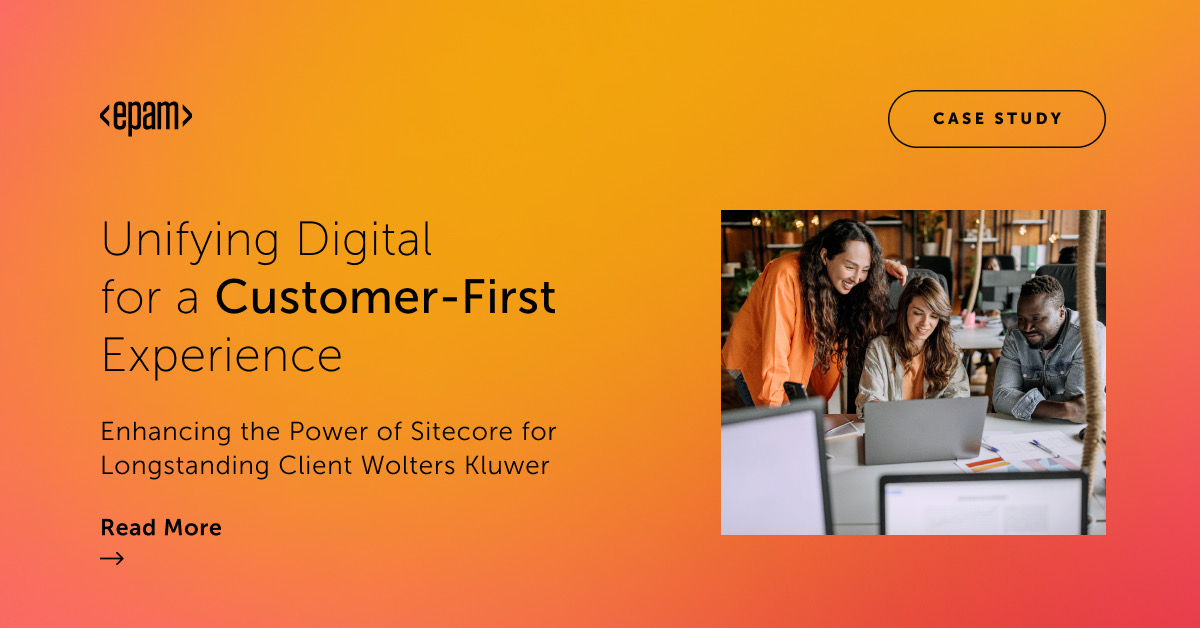 <epam>
CASE STUDY
Unifying Digital
for a Customer-First
Experience
Enhancing the Power of Sitecore for
Longstanding Client Wolters Kluwer
Read More